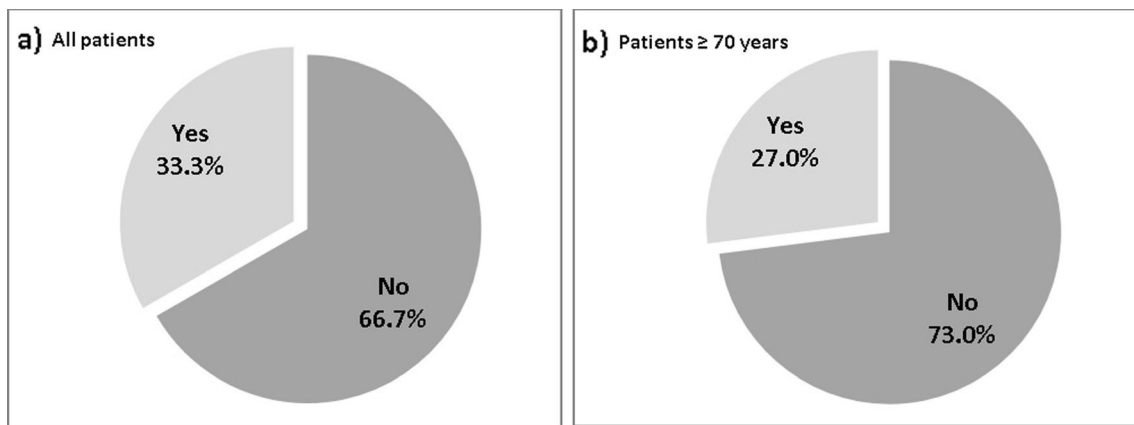 a) All patients
Yes
33.3%
No
66.7%
b) Patients ≥ 70 years
Yes
27.0%
No
73.0%